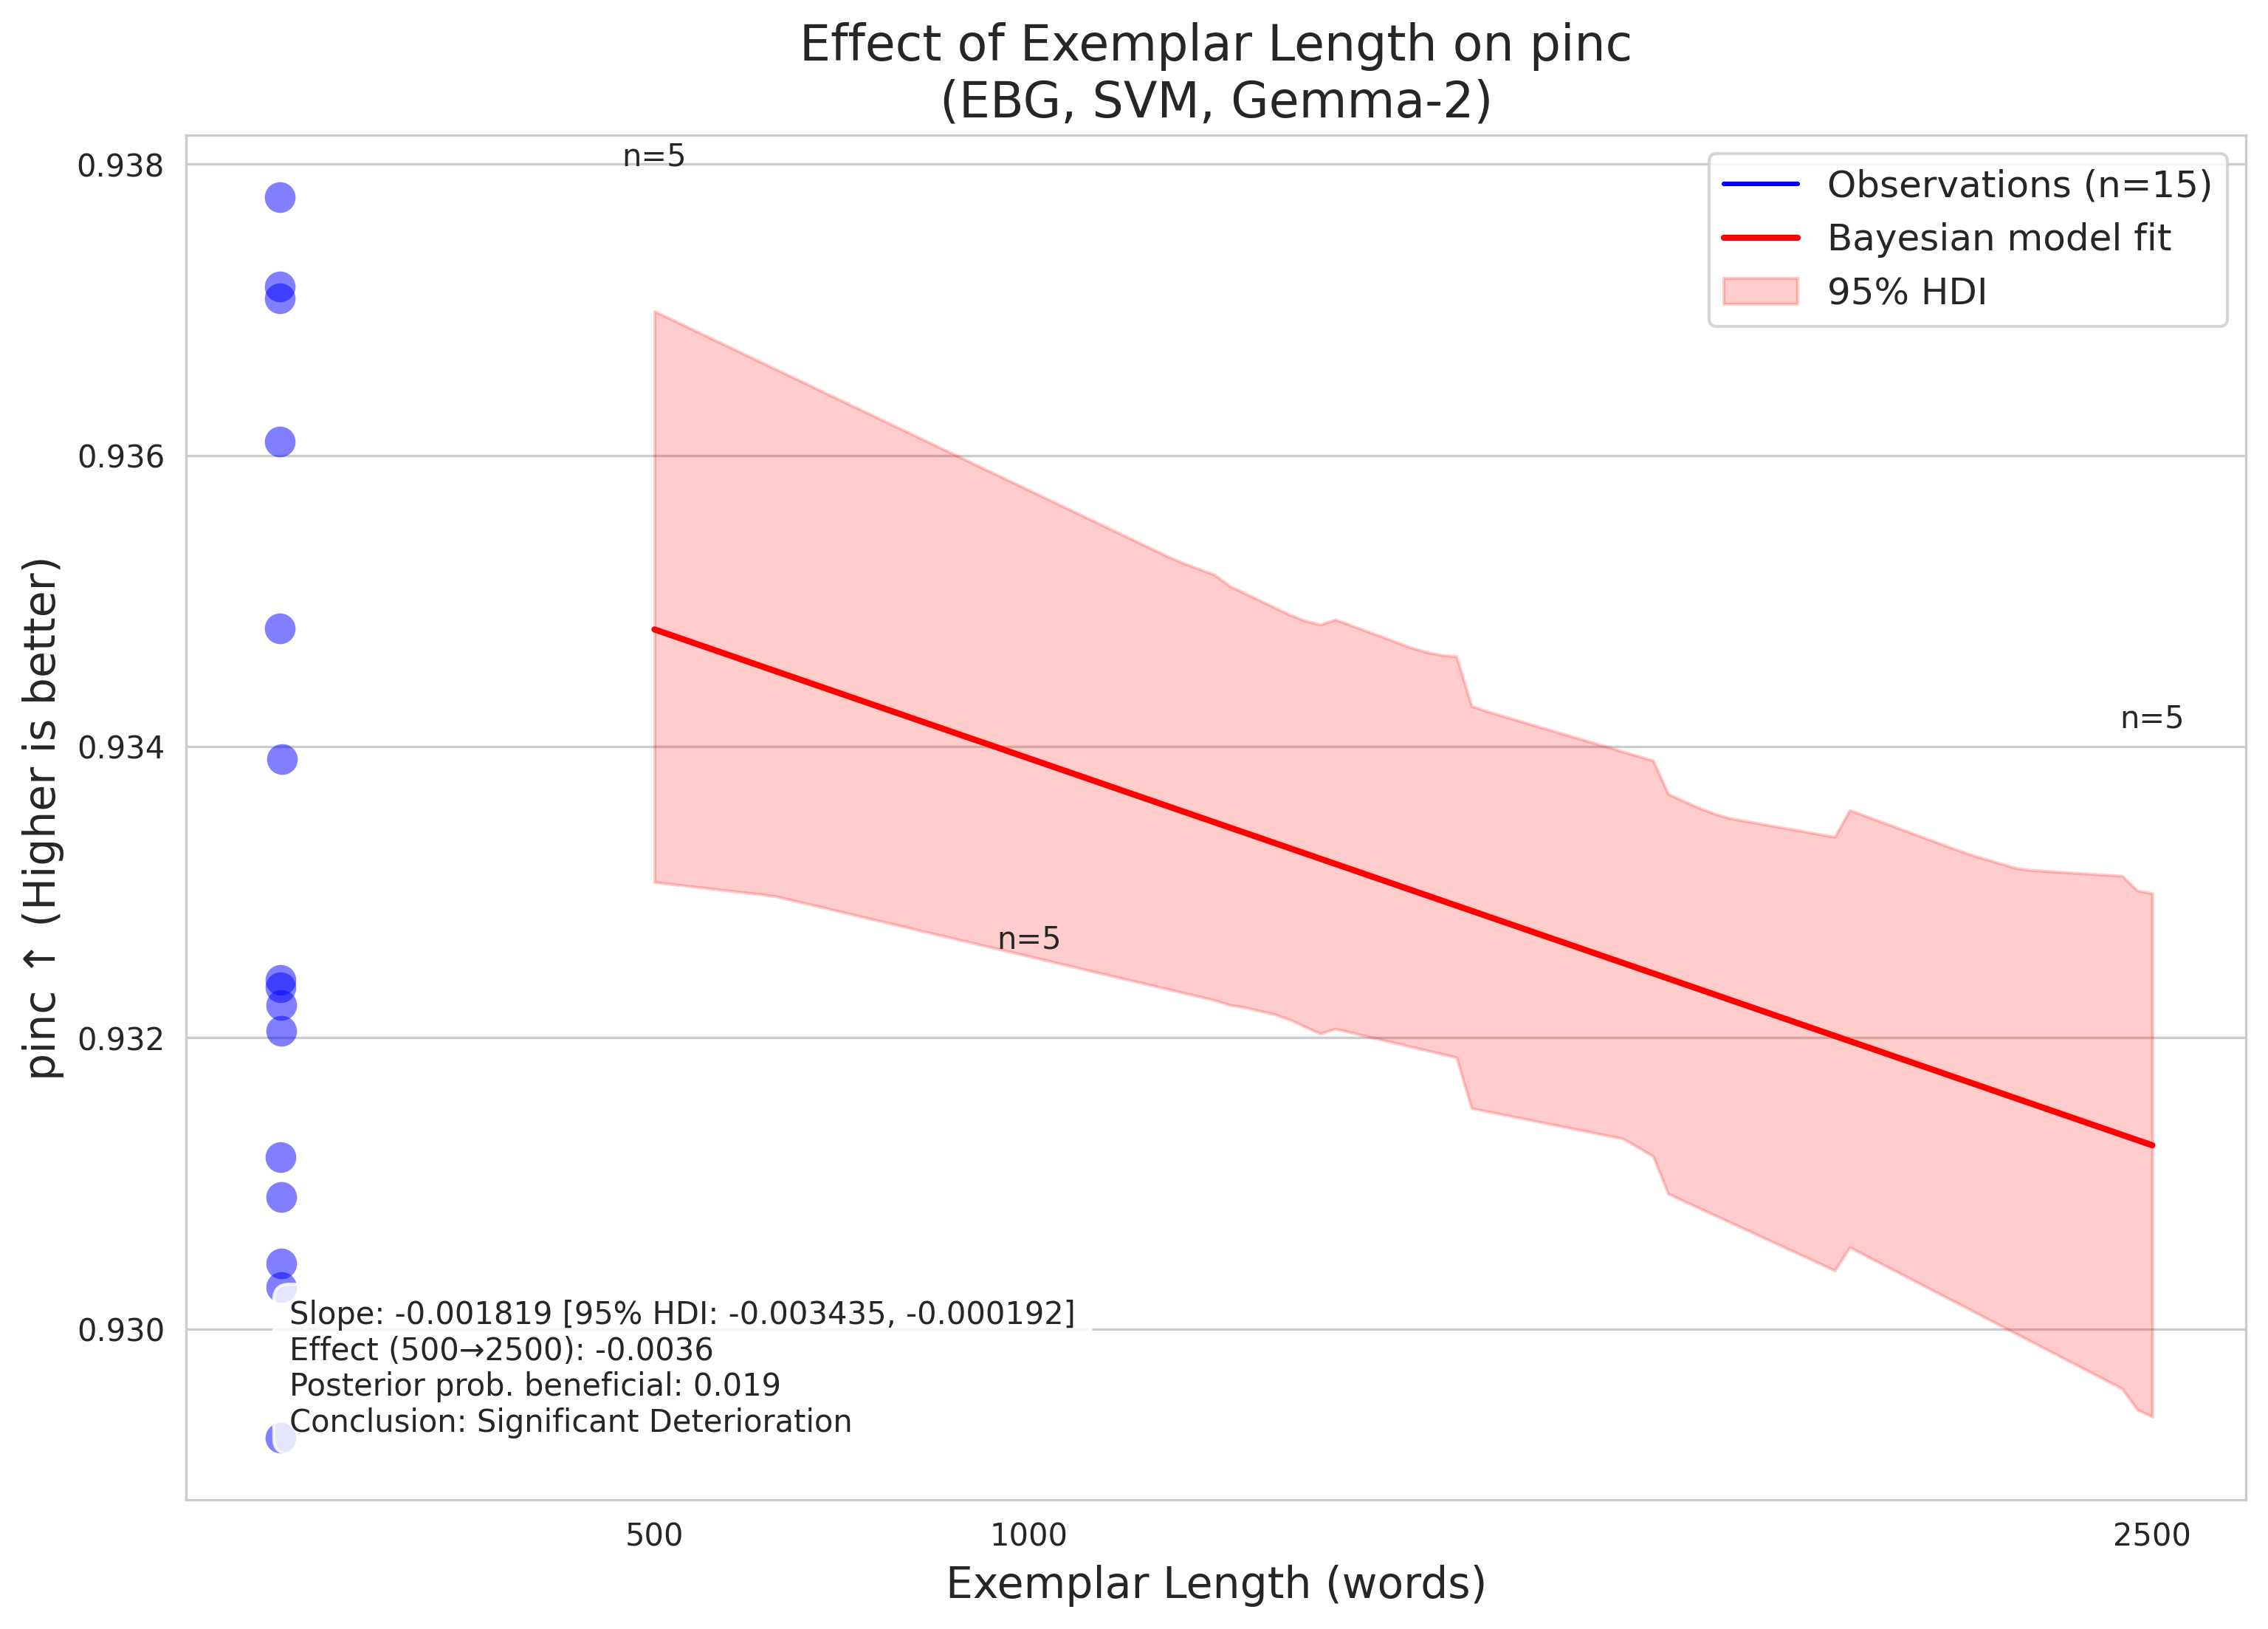 Effect of Exemplar Length on pinc
(EBG, SVM, Gemma-2)
n=5
n=5
n=5
Observations (n=15)
Bayesian model fit
95% HDI
0.938
0.936
0.934
0.932
0.930
pinc ↑ (Higher is better)
Slope: -0.001819 [95% HDI: -0.003435, -0.000192]
Effect (500→2500): -0.0036
Posterior prob. beneficial: 0.019
Conclusion: Significant Deterioration
500
1000
2500
Exemplar Length (words)